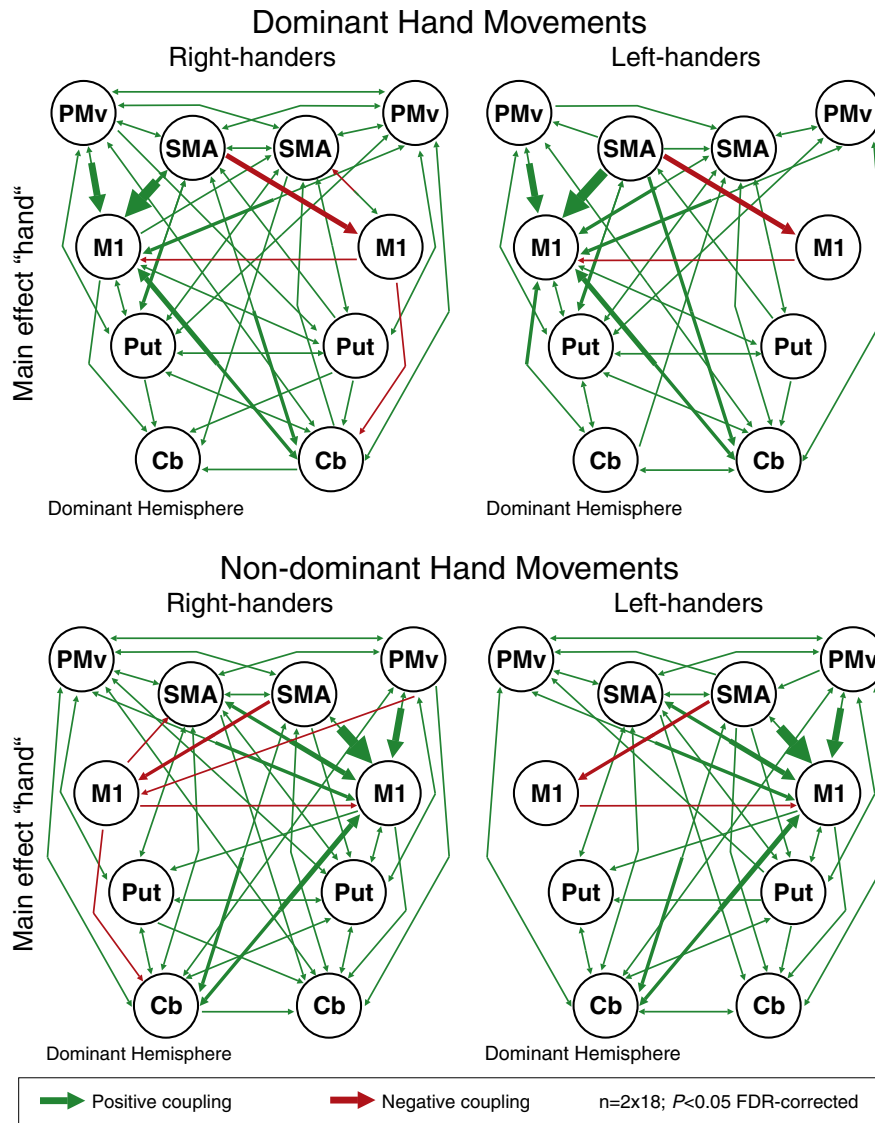 Dominant Hand Movements
Right-handers
Left-handers
Main effect "hand“
PMv
PMv
SMA
SMA
M1
M1
Put
Put
Cb
Cb
Dominant Hemisphere
PMv
PMv
SMA
SMA
M1
M1
Put
Put
Cb
Cb
Dominant Hemisphere
Non-dominant Hand Movements
Right-handers
Left-handers
Main effect “hand“
PMv
PMv
SMA
SMA
M1
M1
Put
Put
Cb
Cb
Dominant Hemisphere
PMv
PMv
SMA
SMA
M1
M1
Put
Put
Cb
Cb
Dominant Hemisphere
Positive coupling
Negative coupling
n=2x18; P<0.05 FDR-corrected